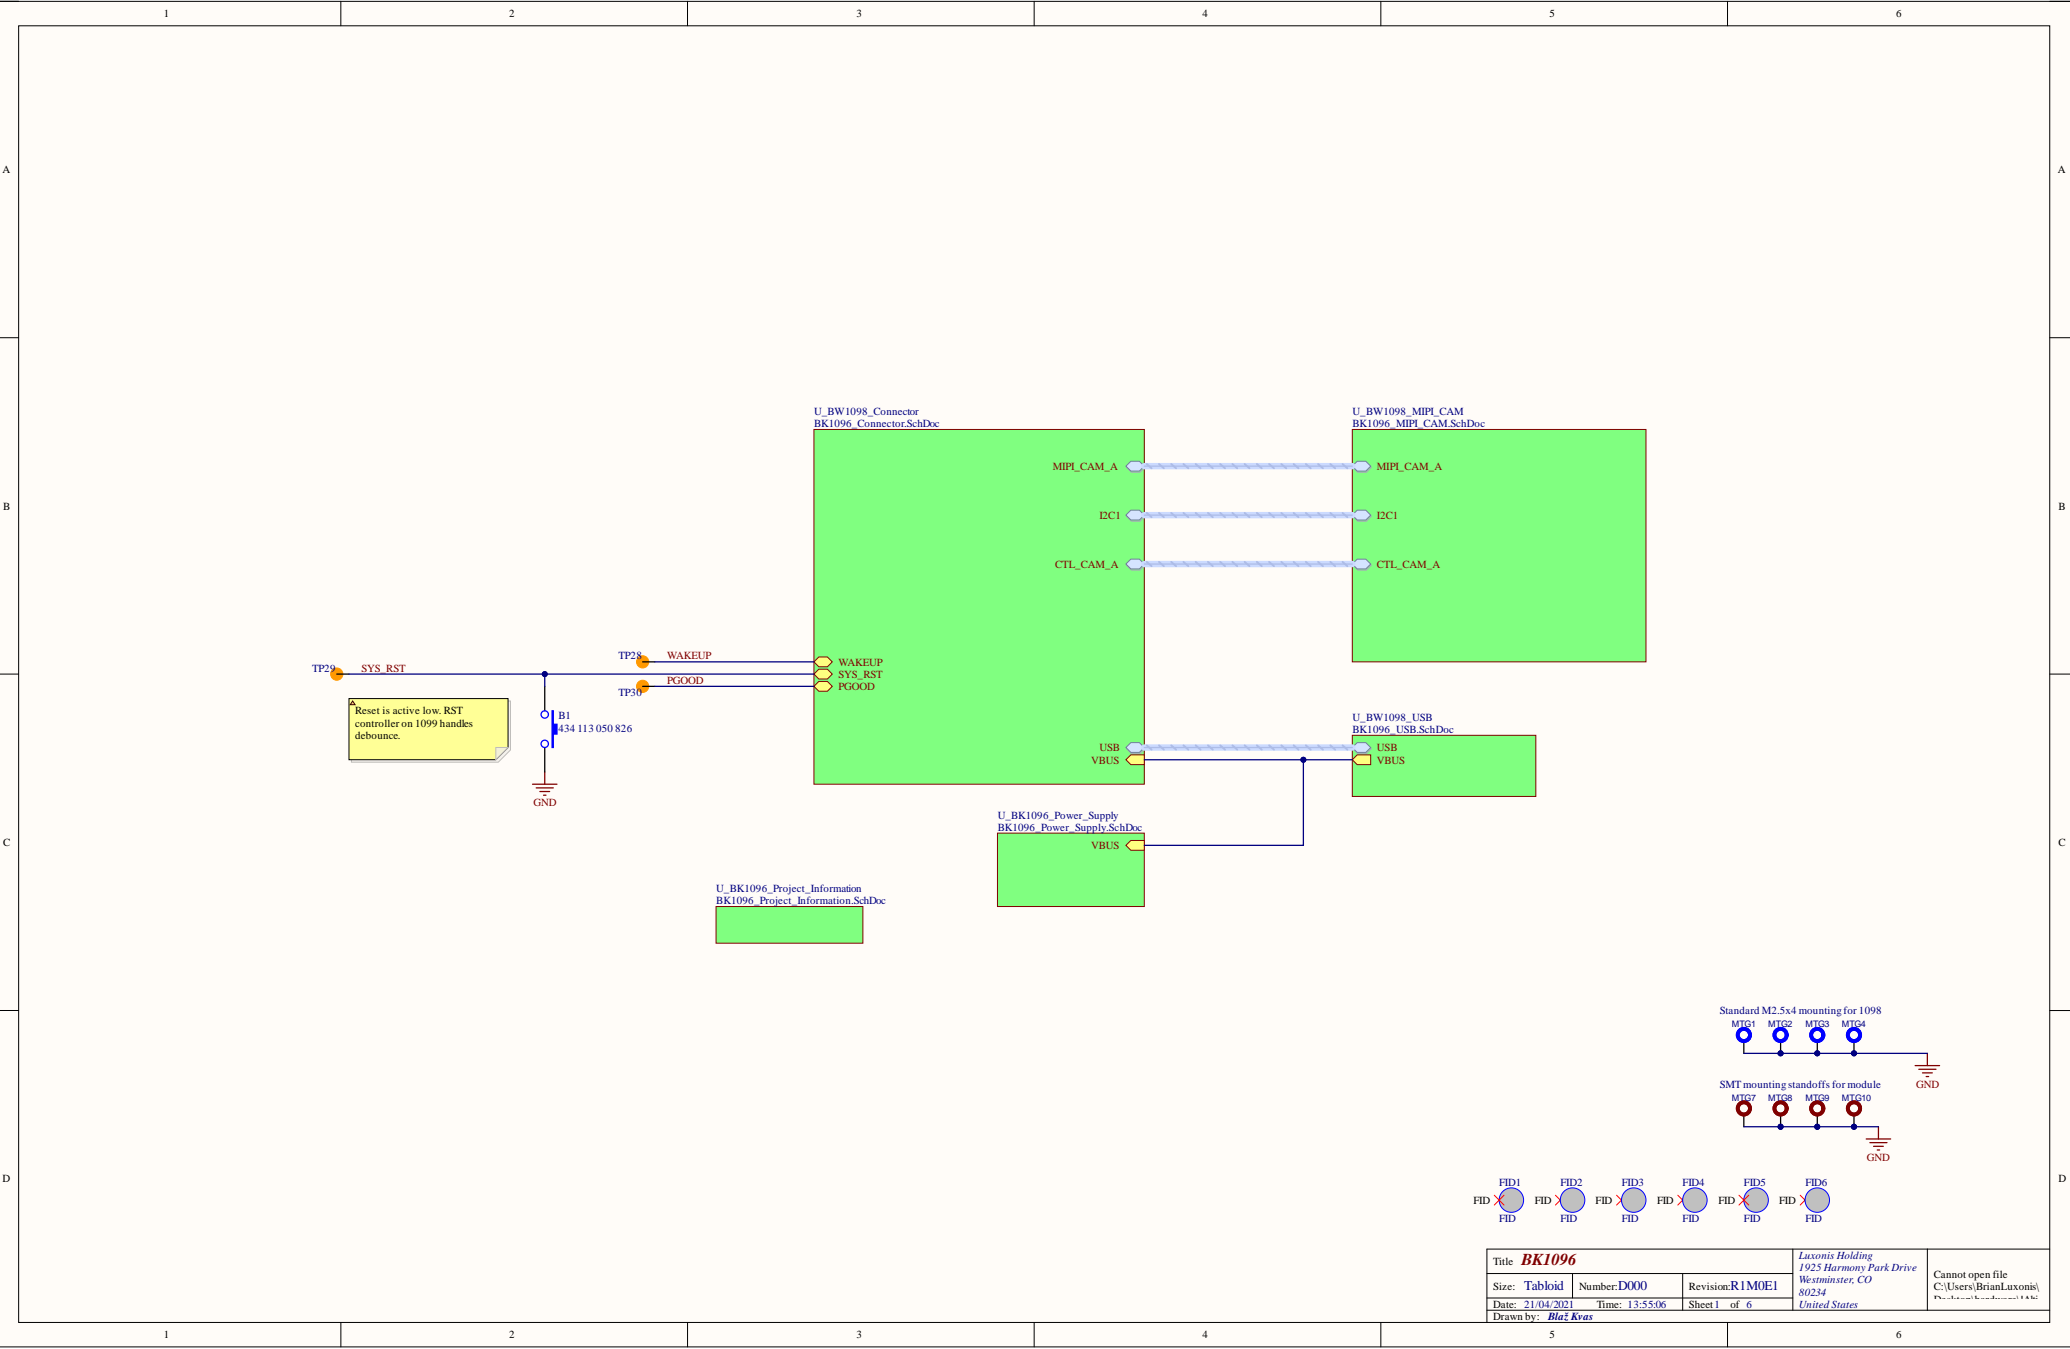 1 2 3 4 5 6
A A
U_BW1098_Connector
BK1096_Connector.SchDoc
U_BW1098_MIPI_CAM
BK1096_MIPI_CAM.SchDoc
MIPI_CAM_A MIPI_CAM_A
B B
I2C1 I2C1
CTL_CAM_A CTL_CAM_A
TP28 WAKEUP WAKEUP
TP29 SYS_RST SYS_RST
TP30 PGOOD PGOOD
Reset is active low. RST
controller on 1099 handles
debounce.
B1
434 113 050 826
GND
U_BW1098_USB
BK1096_USB.SchDoc
USB USB
VBUS VBUS
U_BK1096_Power_Supply
BK1096_Power_Supply.SchDoc
C C
VBUS
U_BK1096_Project_Information
BK1096_Project_Information.SchDoc
Standard M2.5x4 mounting for 1098
MTG1 MTG2 MTG3 MTG4
GND
SMT mounting standoffs for module
MTG7 MTG8 MTG9 MTG10
GND
D D
FID1 FID2 FID3 FID4 FID5 FID6
FID FID FID FID FID FID
FID FID FID FID FID FID
Title BK1096
Size: Tabloid Number:D000 Revision:R1M0E1
Date: 21/04/2021 Time: 13:55:06 Sheet1 of 6
Drawn by: Blaž Kvas
Luxonis Holding
1925 Harmony Park Drive
Westminster, CO
80234
United States
Cannot open file
C:\Users\BrianLuxonis\
1 2 3 4 5 6